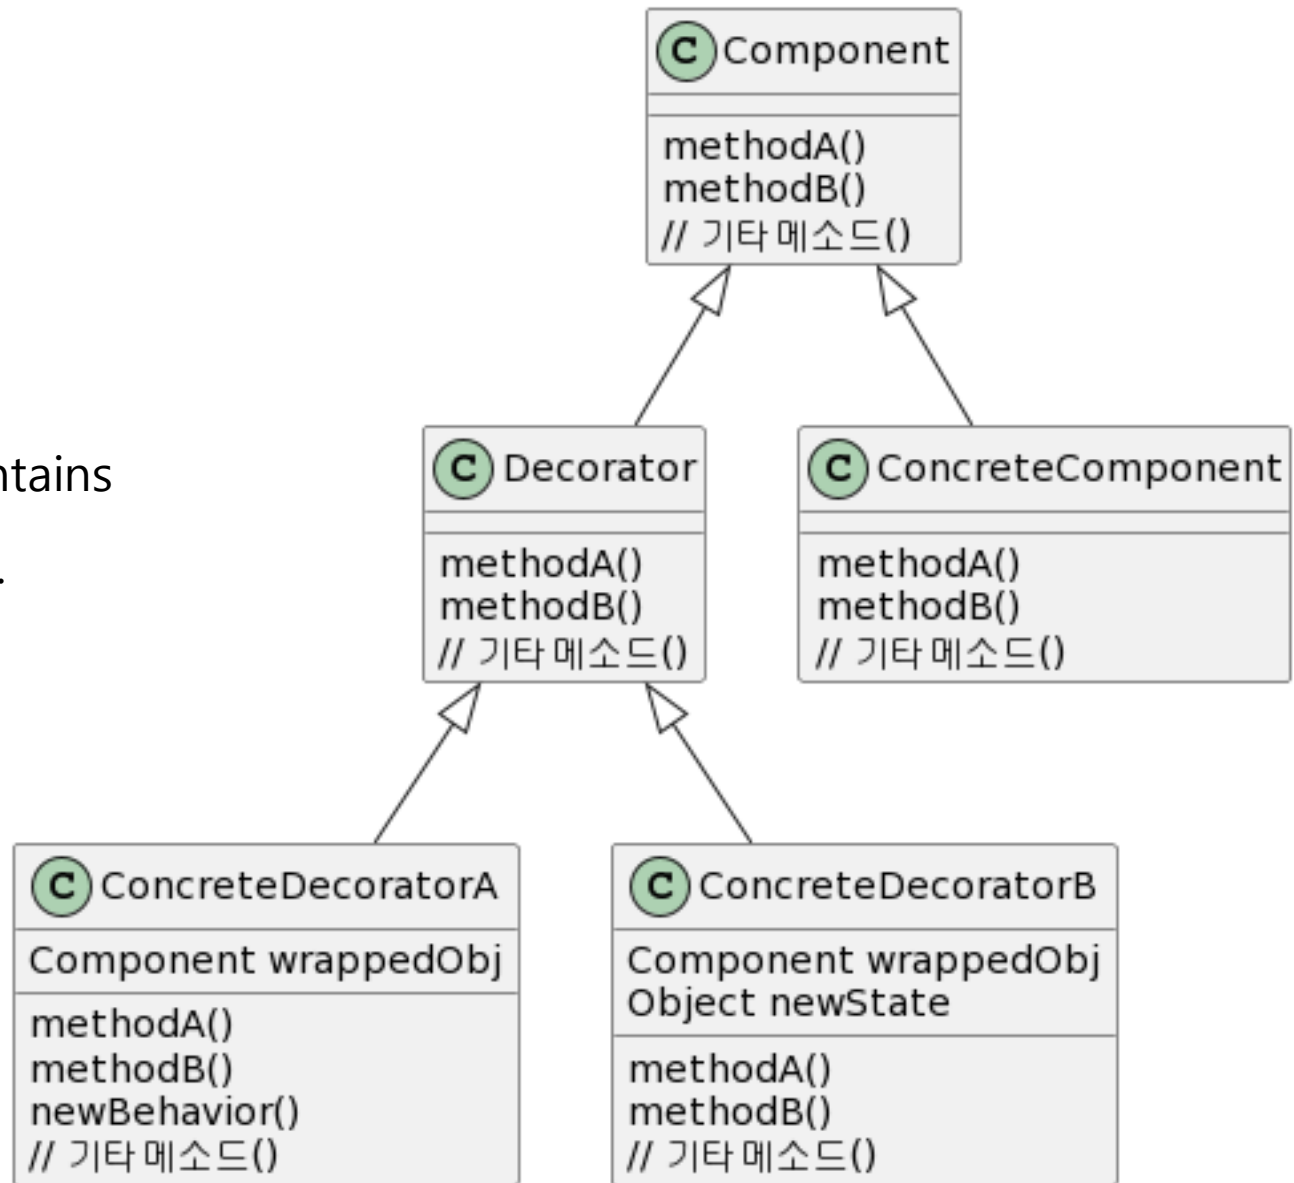 C Component
methodA()
methodB()
// 기타 메소드()
ntains
.
C Decorator
methodA()
methodB()
// 기타 메소드()
C ConcreteComponent
methodA()
methodB()
// 기타 메소드()
C ConcreteDecoratorA
Component wrappedObj
methodA()
methodB()
newBehavior()
// 기타 메소드()
C ConcreteDecoratorB
Component wrappedObj
Object newState
methodA()
methodB()
// 기타 메소드()